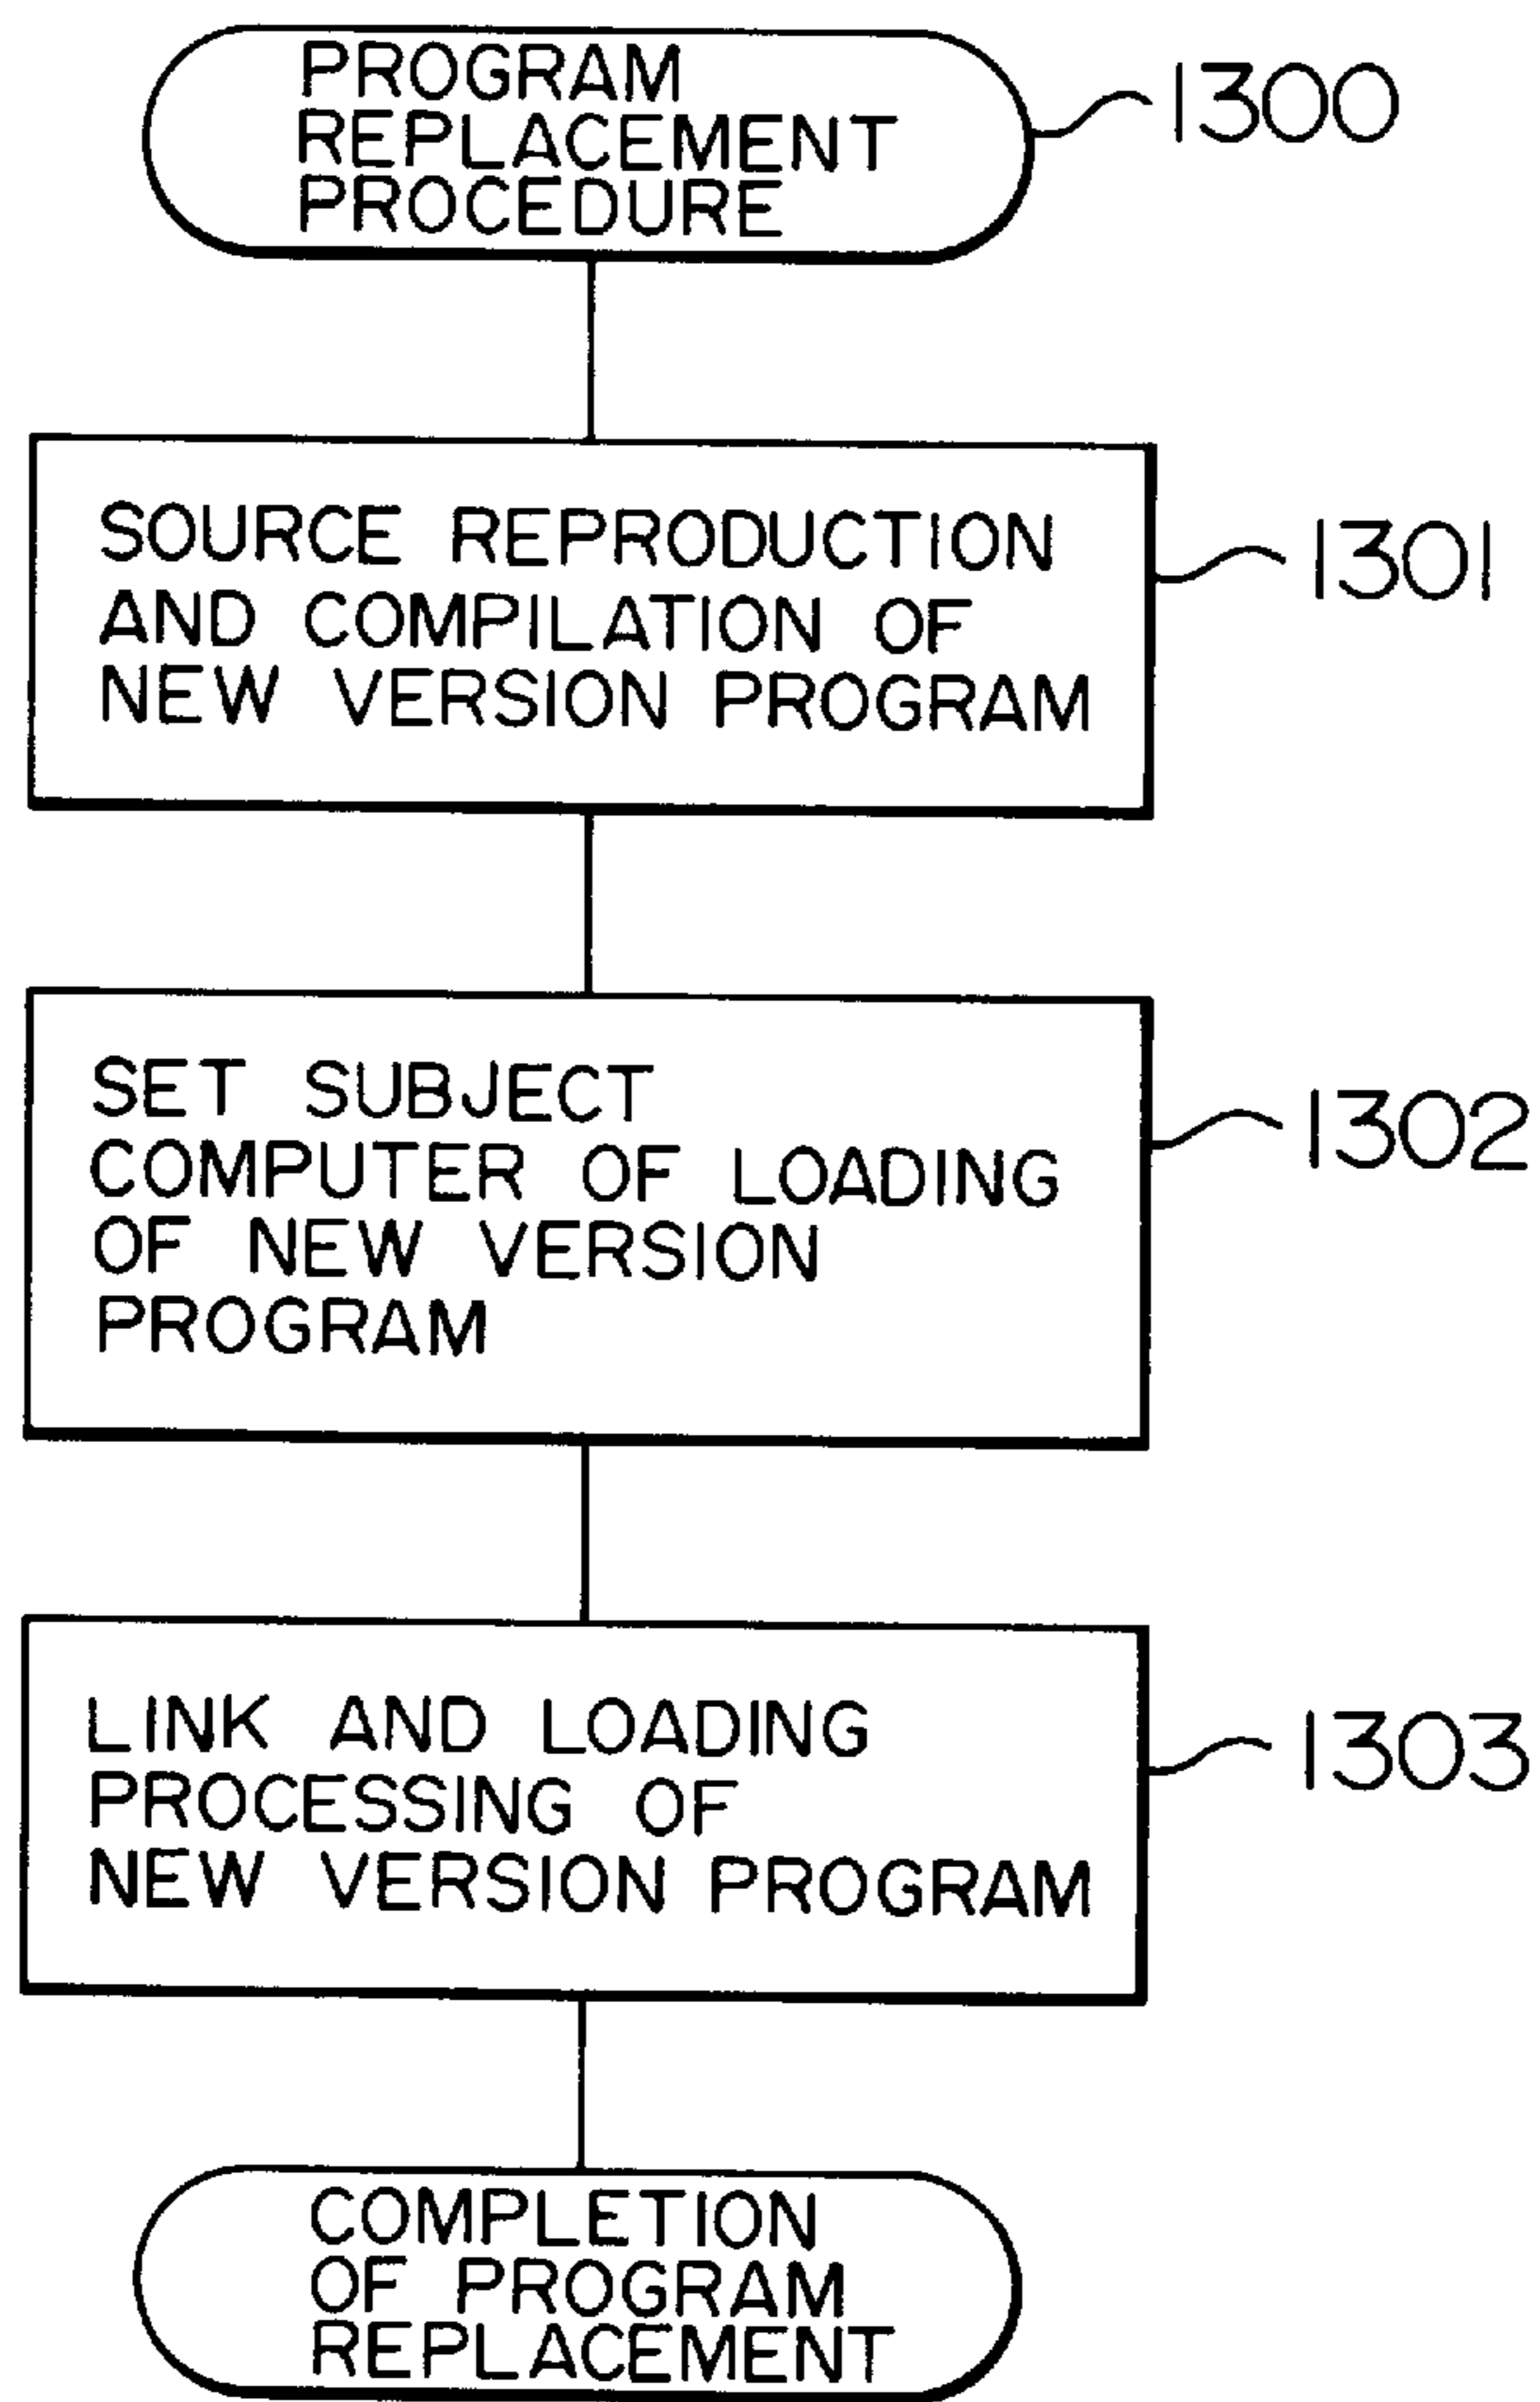 PROGRAM
REPLACEMENT
PROCEDURE
1300
SOURCE REPRODUCTION
AND COMPILATION OF
NEW VERSION PROGRAM
1301
SET SUBJECT
COMPUTER OF LOADING
OF NEW VERSION
PROGRAM
1302
LINK AND LOADING
PROCESSING OF
NEW VERSION PROGRAM
1303
COMPLETION
OF PROGRAM
REPLACEMENT